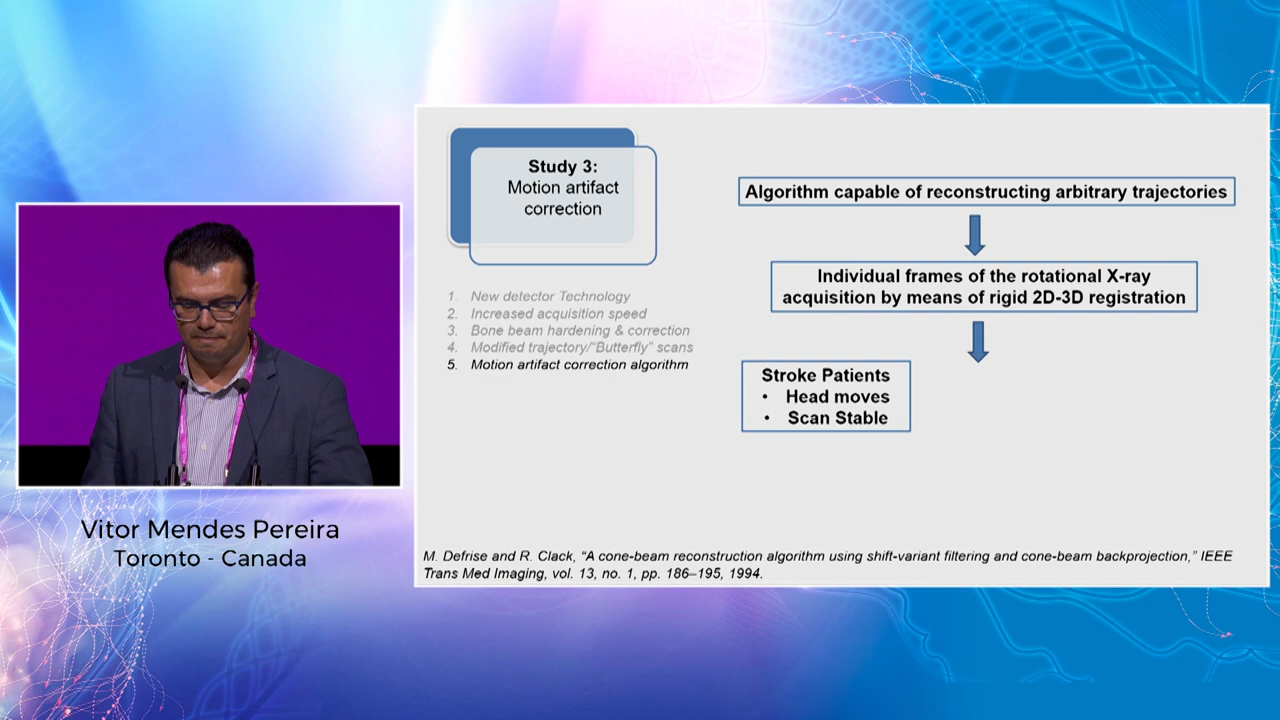 Study 3:
Motion artifact
correction
1. New detector Technology
2. Increased acquisition speed
3. Bone beam hardening & correction
4. Modified trajectory/"Butterfly" scans
5. Motion artifact correction algorithm
Algorithm capable of reconstructing arbitrary trajectories
Individual frames of the rotational X-ray
acquisition by means of rigid 2D-3D registration
Stroke Patients
• Head moves
• Scan Stable
M. Defrise and R. Clack, “A cone-beam reconstruction algorithm using shift-variant filtering and cone-beam backprojection,” IEEE
Trans Med Imaging, vol. 13, no. 1, pp. 186–195, 1994.
Vitor Mendes Pereira
Toronto - Canada